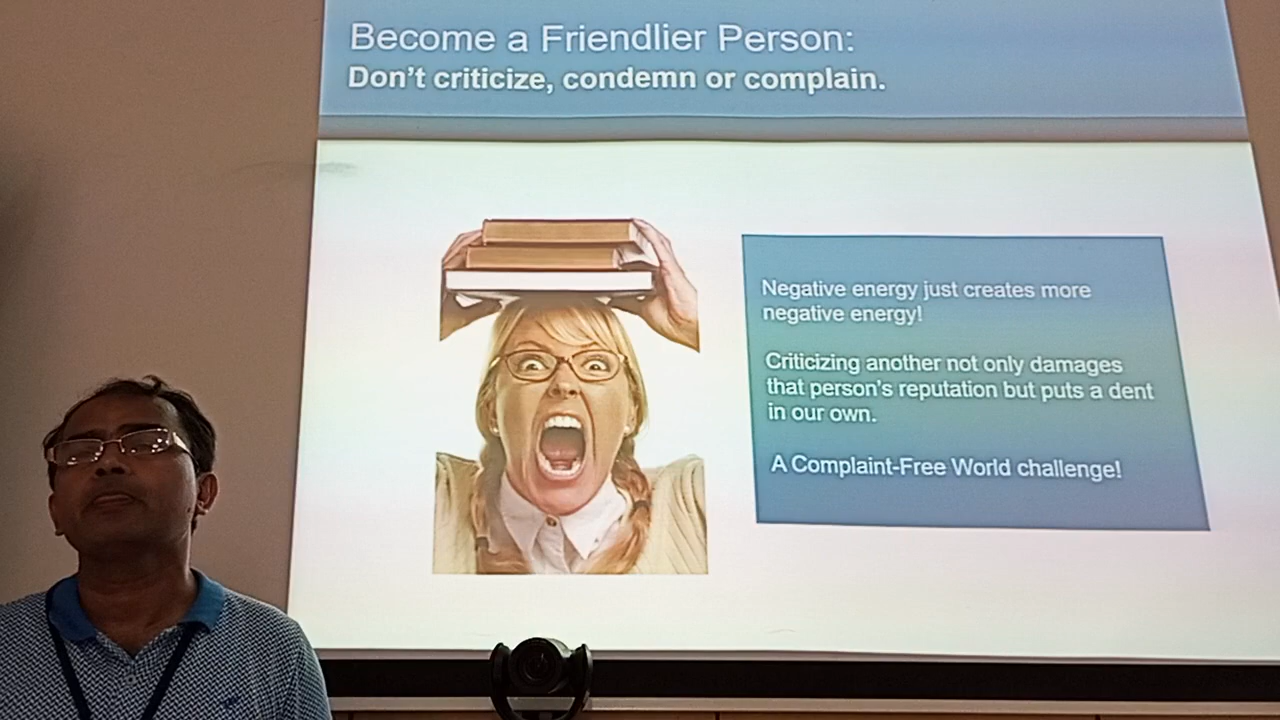 Become a Friendlier Person:
Don't criticize, condemn or complain.
Negative energy just creates more
negative energy!
Criticizing another not only damages
that person's reputation but puts a dent
in our own.
A Complaint-Free World challenge!